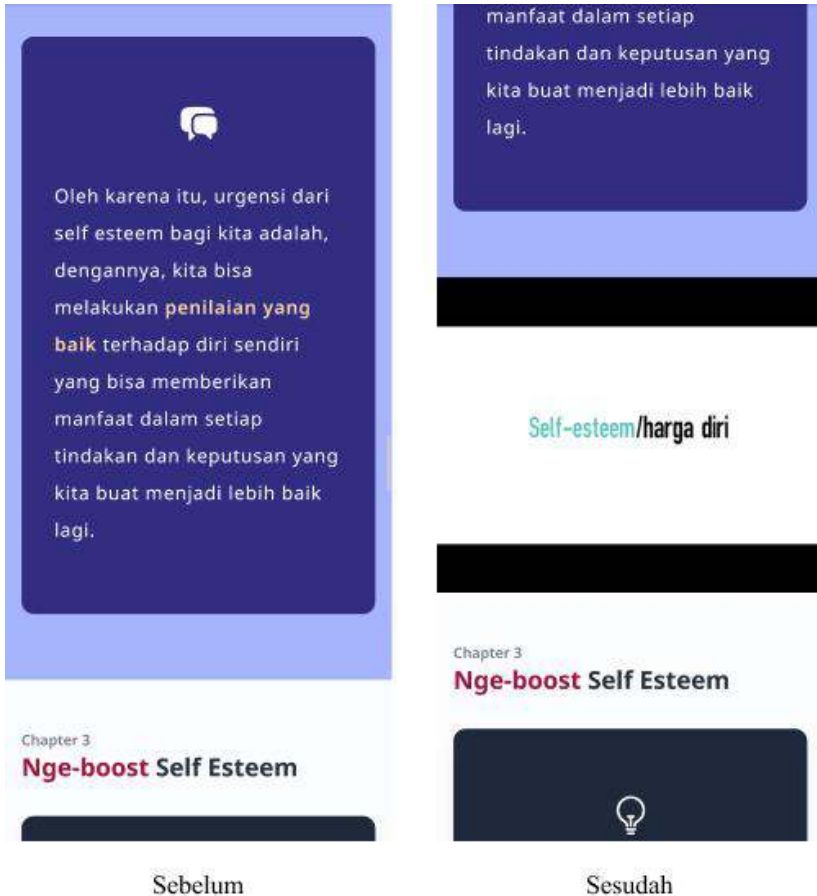 Oleh karena itu, urgensi dari
self esteem bagi kita adalah,
dengannya, kita bisa
melakukan penilaian yang
baik terhadap diri sendiri
yang bisa memberikan
manfaat dalam setiap
tindakan dan keputusan yang
kita buat menjadi lebih baik
lagi.
Chapter 3
Nge-boost Self Esteem
Sebelum
manfaat dalam setiap
tindakan dan keputusan yang
kita buat menjadi lebih baik
lagi.
Self-esteem/harga diri
Chapter 3
Nge-boost Self Esteem
Sesudah